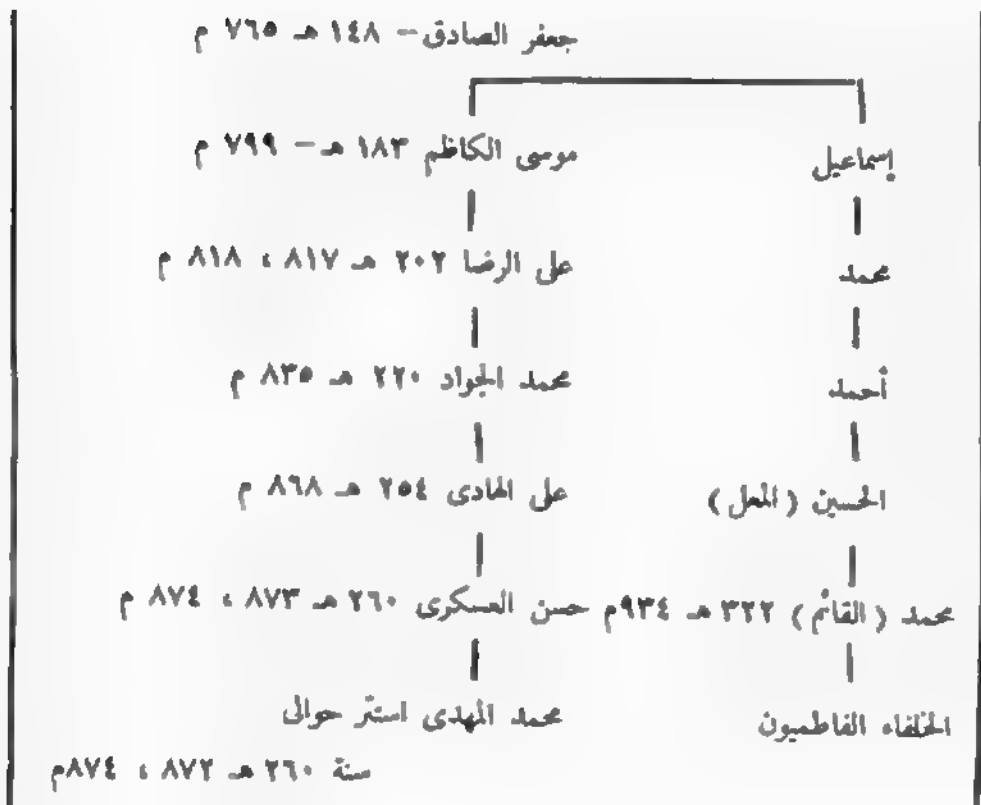 جعفر الصادق – ١٤٨ هـ ٧٦٥ م
إسماعيل
موسى الكاظم ١٨٣ هـ – ٧٩٩ م
محمد
على الرضا ٢٠٢ هـ ٨١٧ ، ٨١٨ م
أحمد
محمد الجواد ٢٢٠ هـ ٨٣٥ م
الحسين ( المعل )
على الهادى ٢٥٤ هـ ٨٦٨ م
محمد ( القائم ) ٣٢٢ هـ ٩٣٤م
حسن العسكرى ٢٦٠ هـ ٨٧٣ ، ٨٧٤ م
الخلفاء الفاطميون
محمد المهدى استتر حوالى
سنة ٢٦٠ هـ ٨٧٢ ، ٨٧٤م